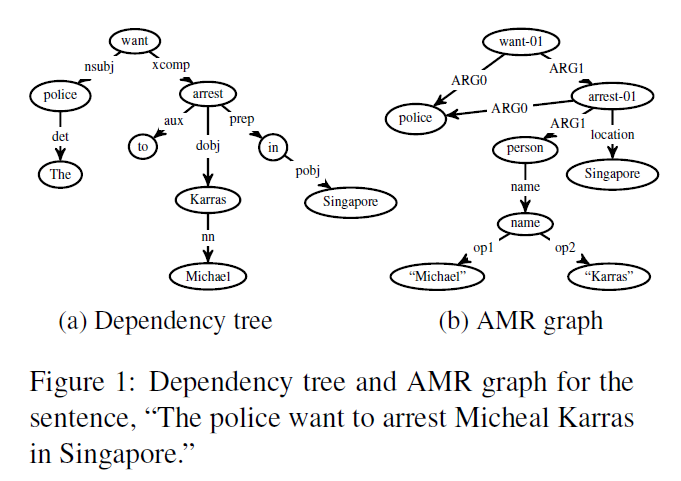 want
want-01
nsubj
xcomp
ARG0
ARG1
police
arrest
arrest-01
ARG0
police
aux
prep
ARG1
location
det
to
dobj
in
person
The
pobj
Singapore
name
Karras
Singapore
name
nn
op1
op2
Michael
“Michael”
“Karras”
(a) Dependency tree
(b) AMR graph
Figure 1: Dependency tree and AMR graph for the
sentence, “The police want to arrest Micheal Karras
in Singapore.”